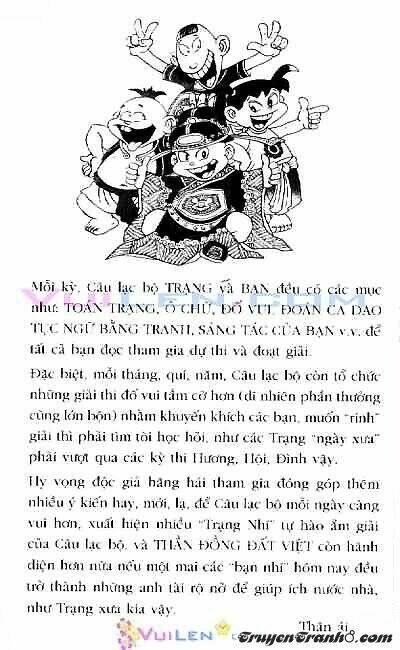 Mỗi kỳ, Câu lạc bộ TRẠNG và BẠN đều có các mục
như: TOÁN TRẠNG, Ô CHỮ, ĐỐ VUI, ĐOÁN CA DAO
TỤC NGỮ BẰNG TRANH, SÁNG TÁC CỦA BẠN v.v. để
tất cả bạn đọc tham gia dự thi và đoạt giải.
Đặc biệt, mỗi tháng, quí, năm, Câu lạc bộ còn tổ chức
những giải thi đố vui tầm cỡ hơn (dĩ nhiên phần thưởng
cũng lớn bộn) nhằm khuyến khích các bạn, muốn "rinh"
giải thì phải tìm tòi học hỏi, như các Trạng "ngày xưa"
phải vượt qua các kỳ thi Hương, Hội, Đình vậy.
Hy vọng độc giả hăng hái tham gia đóng góp thêm
nhiều ý kiến hay, mới, lạ, để Câu lạc bộ mỗi ngày càng
vui hơn, xuất hiện nhiều "Trạng Nhí" tự hào ẵm giải
của Câu lạc bộ, và THẦN ĐỒNG ĐẤT VIỆT còn hãnh
diện hơn nữa nếu một mai các "bạn nhí" hôm nay đều
trở thành những anh tài rộ nở để giúp ích nước nhà,
như Trạng xưa kia vậy.
Thân ái.
VUILEN.COM
TruyenTranh8.com